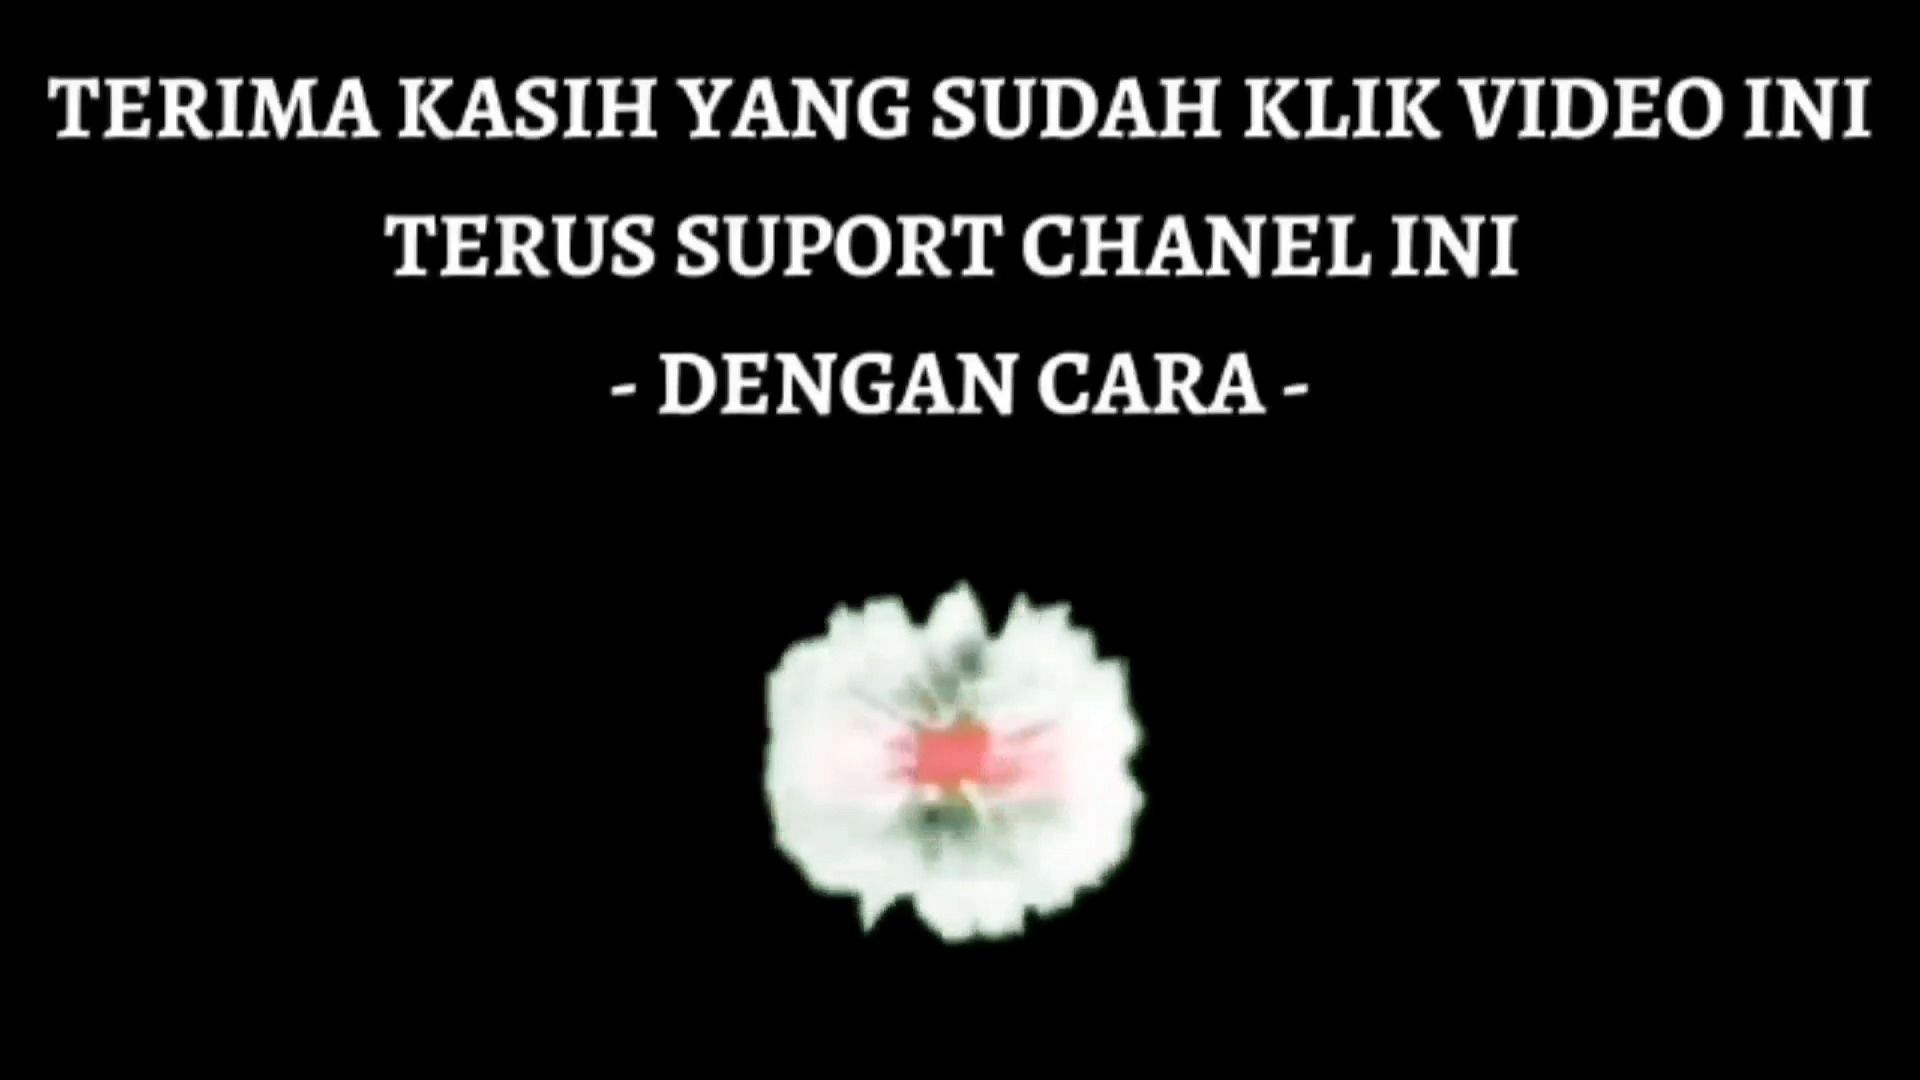 TERIMA KASIH YANG SUDAH KLIK VIDEO INI
TERUS SUPORT CHANEL INI
- DENGAN CARA -